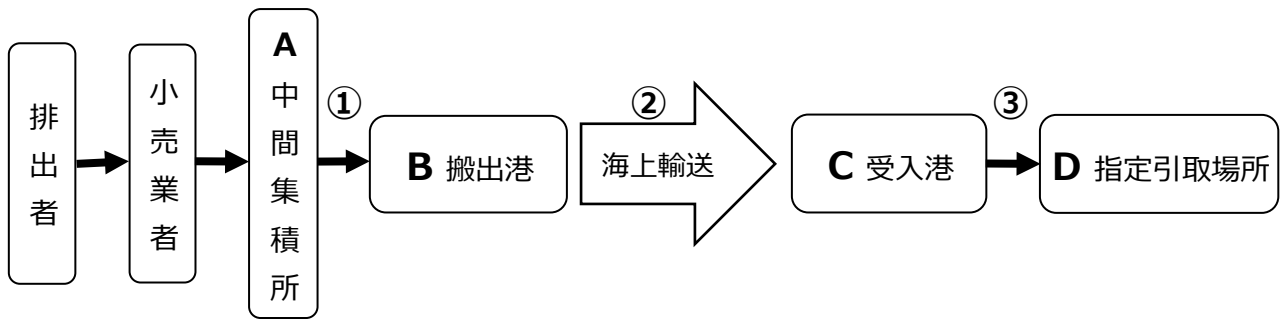 排出者
小売業者
A
中間集積所
①
B 搬出港
②
海上輸送
C 受入港
③
D 指定引取場所